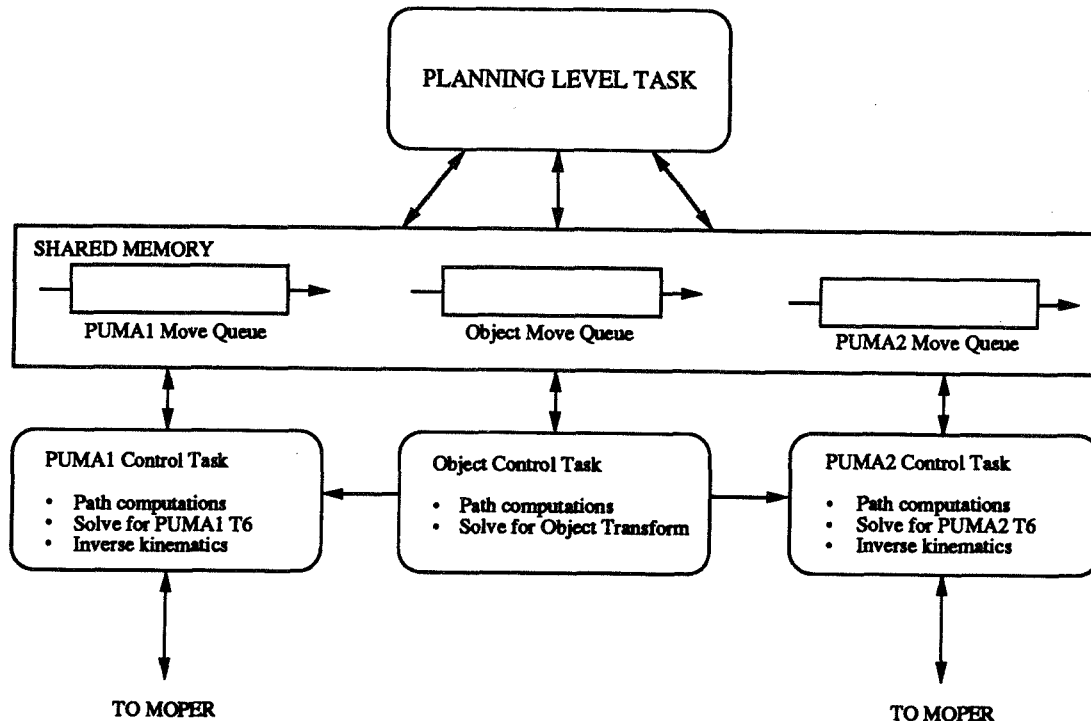 PLANNING LEVEL TASK
SHARED MEMORY
PUMA1 Move Queue
Object Move Queue
PUMA2 Move Queue
PUMA1 Control Task
• Path computations
• Solve for PUMA1 T6
• Inverse kinematics
Object Control Task
• Path computations
• Solve for Object Transform
PUMA2 Control Task
• Path computations
• Solve for PUMA2 T6
• Inverse kinematics
TO MOPER
TO MOPER